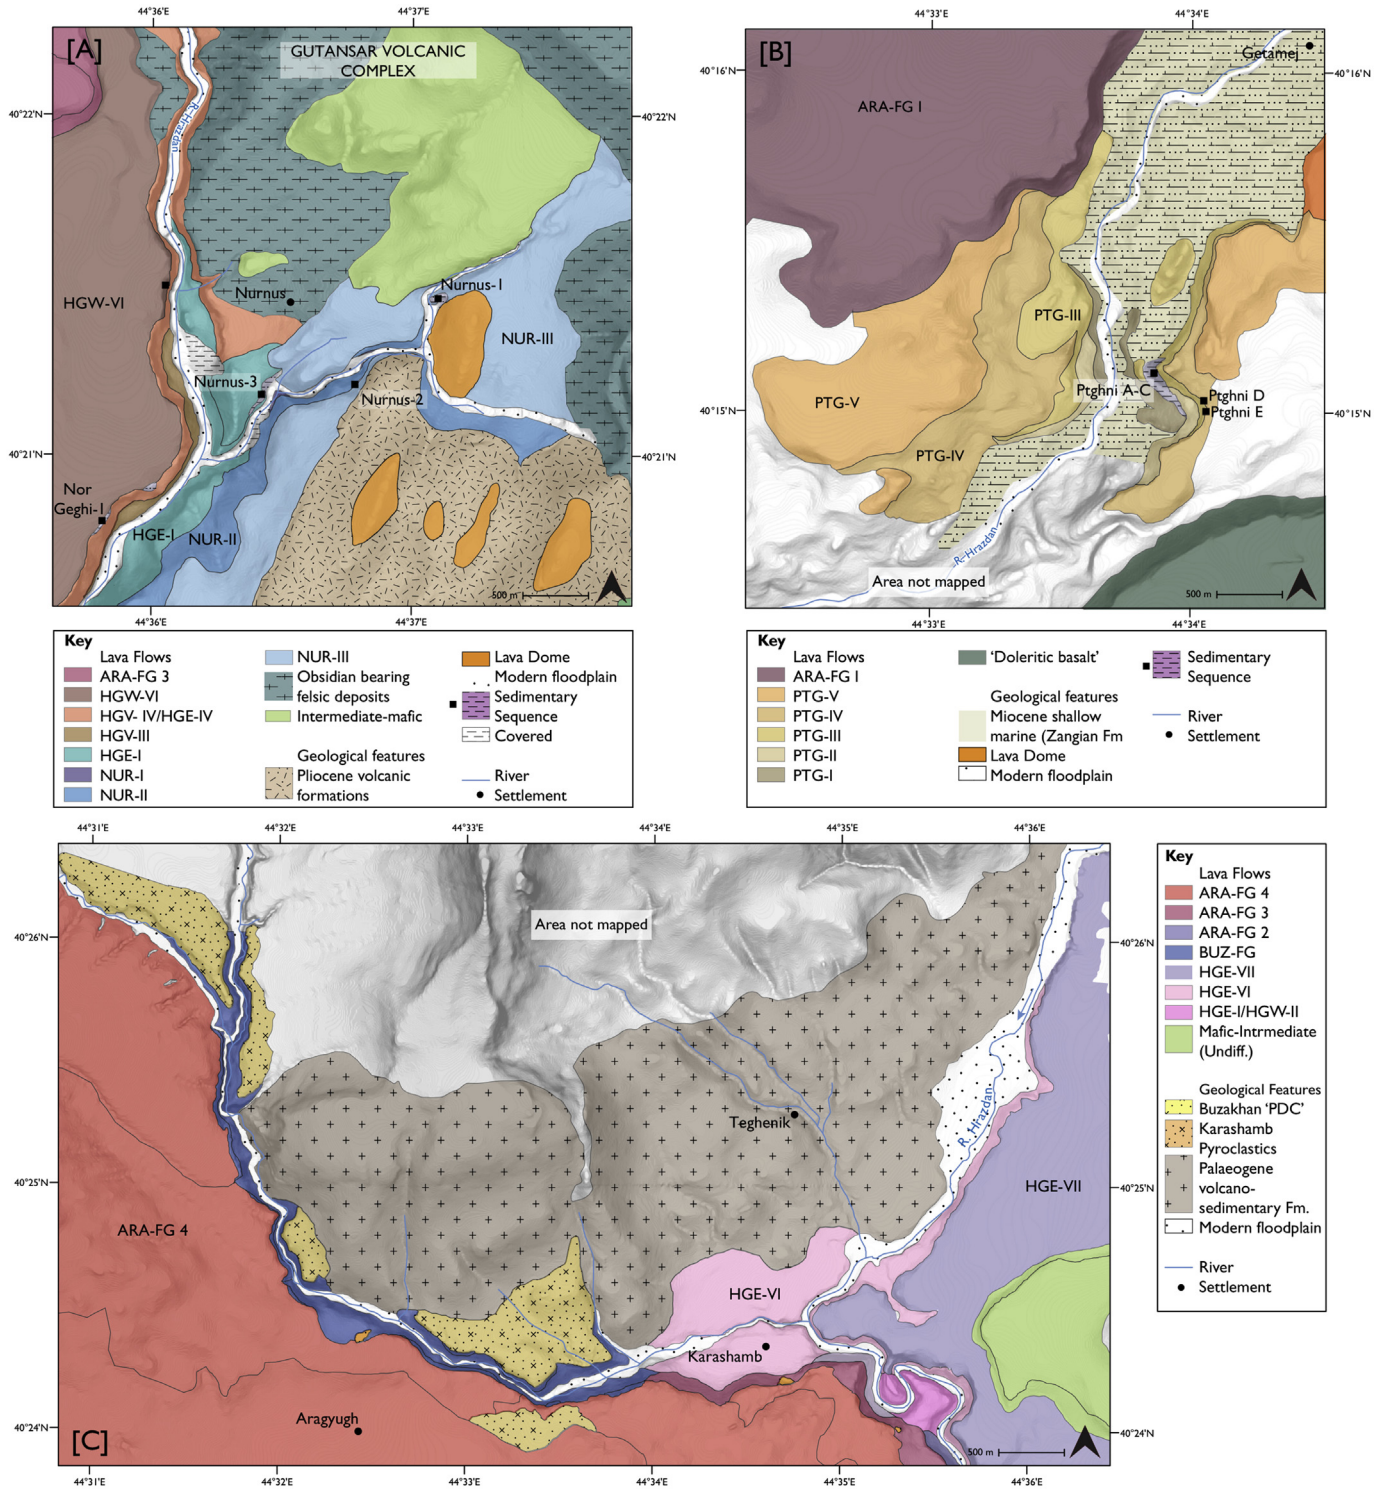 44°36'E
44°37'E
[A]
GUTANSAR VOLCANIC
COMPLEX
R. Hrazdan
40°22'N
40°22'N
HGW-VI
Nurnus
Nurnus-1
NUR-III
Nurnus-3
Nurnus-2
40°21'N
40°21'N
Nor
Geghi-1
HGE-I
NUR-II
500 m
44°36'E
44°37'E
Key
Lava Flows
ARA-FG 3
HGW-VI
HGV- IV/HGE-IV
HGV-III
HGE-I
NUR-I
NUR-II
NUR-III
Obsidian bearing
felsic deposits
Intermediate-mafic
Geological features
Pliocene volcanic
formations
Lava Dome
Modern floodplain
Sedimentary
Sequence
Covered
River
Settlement
44°33'E
44°34'E
[B]
Getamej
40°16'N
40°16'N
ARA-FG I
PTG-III
Ptghni A-C
Ptghni D
Ptghni E
PTG-V
40°15'N
40°15'N
PTG-IV
R. Hrazdan
Area not mapped
500 m
44°33'E
44°34'E
Key
Lava Flows
ARA-FG I
PTG-V
PTG-IV
PTG-III
PTG-II
PTG-I
‘Doleritic basalt’
Geological features
Miocene shallow
marine (Zangian Fm
Lava Dome
Modern floodplain
Sedimentary
Sequence
River
Settlement
44°31'E
44°32'E
44°33'E
44°34'E
44°35'E
44°36'E
Area not mapped
40°26'N
40°26'N
Teghenik
R. Hrazdan
40°25'N
40°25'N
HGE-VII
ARA-FG 4
HGE-VI
Karashamb
Aragyugh
40°24'N
40°24'N
[C]
500 m
44°31'E
44°32'E
44°33'E
44°34'E
44°35'E
44°36'E
Key
Lava Flows
ARA-FG 4
ARA-FG 3
ARA-FG 2
BUZ-FG
HGE-VII
HGE-VI
HGE-I/HGW-II
Mafic-Intrmediate
(Undiff.)
Geological Features
Buzakhan ‘PDC’
Karashamb
Pyroclastics
Palaeogene
volcano-
sedimentary Fm.
Modern floodplain
River
Settlement